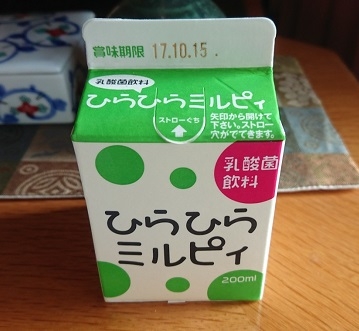 賞味期限 17.10.15 .
乳酸菌飲料
ひらひらミルピィ
ストローぐち
矢印から開けて
下さい。ストロー
穴がでてきます。
乳酸菌
飲料
ひらひら
ミルピィ
200ml